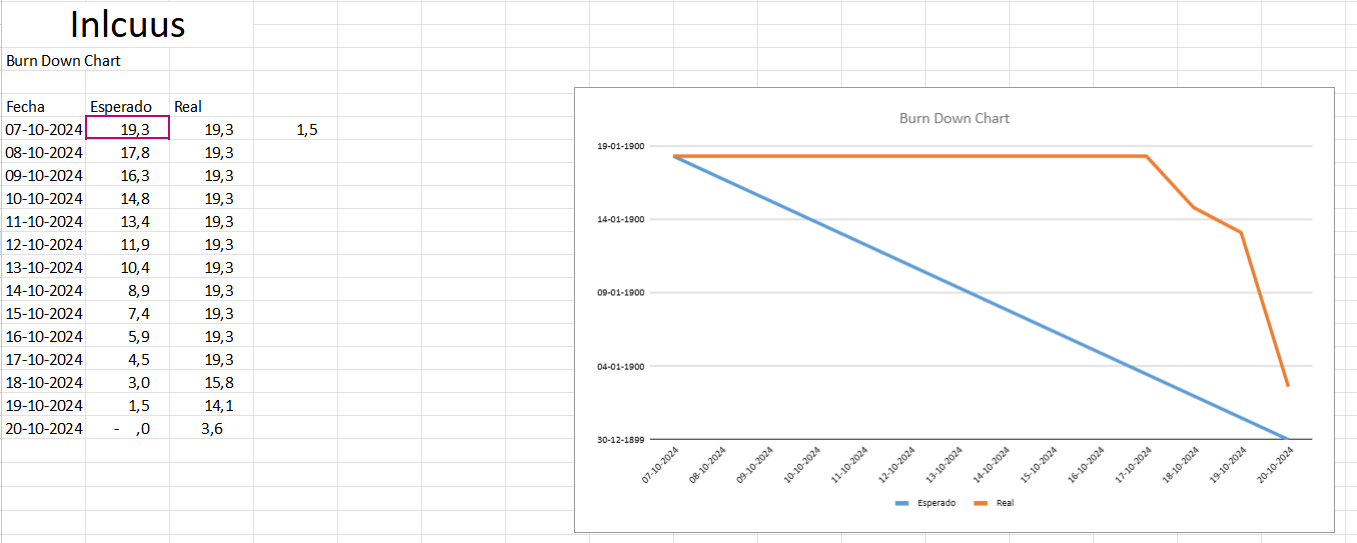 Inlcuus
Burn Down Chart
Fecha Esperado Real
07-10-2024 19,3 19,3 1,5
08-10-2024 17,8 19,3
09-10-2024 16,3 19,3
10-10-2024 14,8 19,3
11-10-2024 13,4 19,3
12-10-2024 11,9 19,3
13-10-2024 10,4 19,3
14-10-2024 8,9 19,3
15-10-2024 7,4 19,3
16-10-2024 5,9 19,3
17-10-2024 4,5 19,3
18-10-2024 3,0 15,8
19-10-2024 1,5 14,1
20-10-2024 - ,0 3,6
Burn Down Chart
19-01-1900
14-01-1900
09-01-1900
04-01-1900
30-12-1899
07-10-2024 08-10-2024 09-10-2024 10-10-2024 11-10-2024 12-10-2024 13-10-2024 14-10-2024 15-10-2024 16-10-2024 17-10-2024 18-10-2024 19-10-2024 20-10-2024
Esperado Real